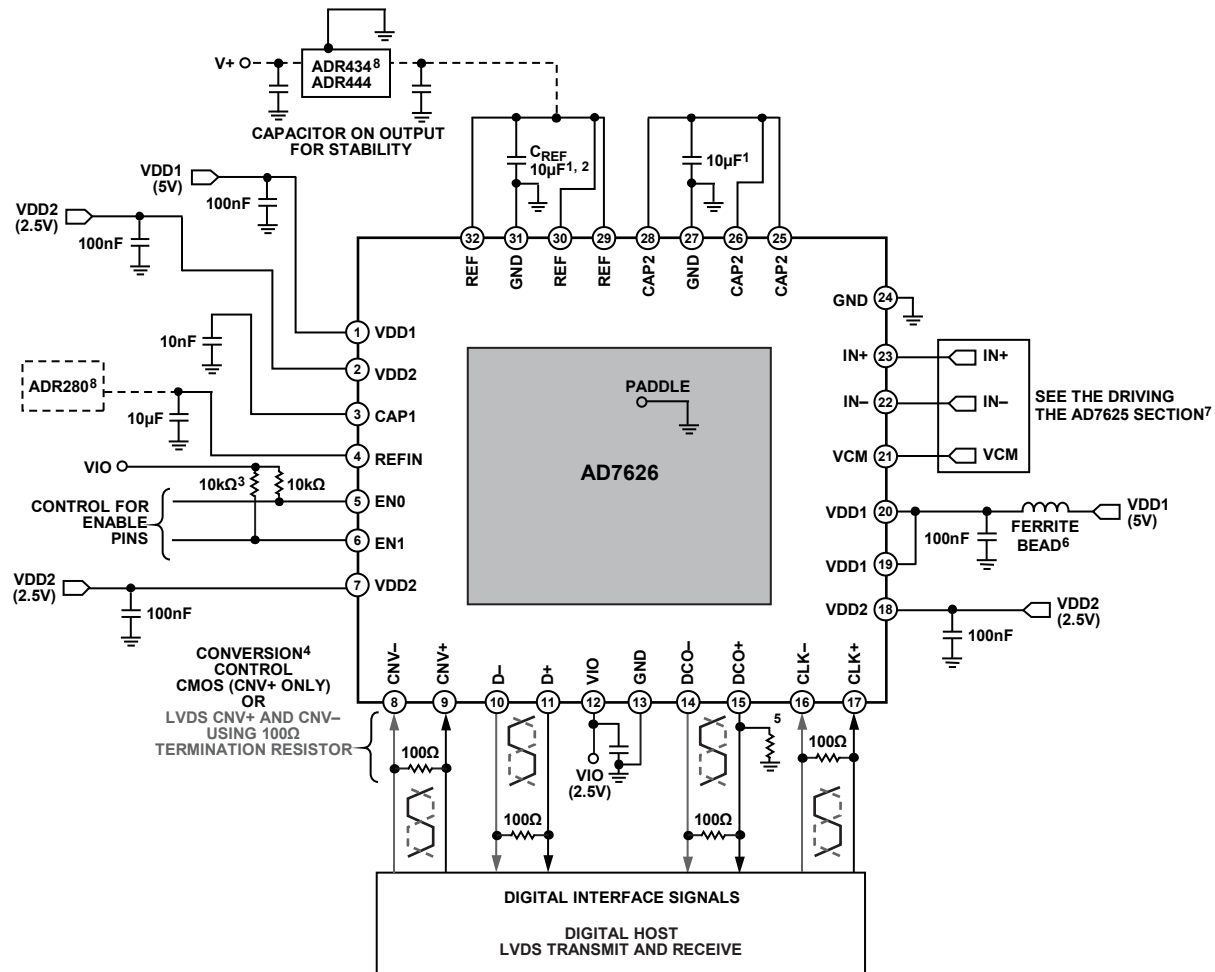 V+
ADR434⁸
ADR444
CAPACITOR ON OUTPUT
FOR STABILITY
VDD1
(5V)
100nF
VDD2
(2.5V)
100nF
CREF
10µF1, 2
10µF1
32
31
30
29
28
27
26
25
REF
GND
REF
REF
CAP2
GND
CAP2
CAP2
10nF
ADR280⁸
10µF
VIO
10kΩ³
10kΩ
CONTROL FOR
ENABLE
PINS
VDD2
(2.5V)
100nF
1
VDD1
2
VDD2
3
CAP1
4
REFIN
5
EN0
6
EN1
7
VDD2
PADDLE
AD7626
GND
24
IN+
23
IN+
IN–
22
IN–
VCM
21
VCM
SEE THE DRIVING
THE AD7625 SECTION⁷
VDD1
20
VDD1
19
100nF
FERRITE
BEAD⁶
VDD1
(5V)
VDD2
18
100nF
VDD2
(2.5V)
CONVERSION⁴
CONTROL
CMOS (CNV+ ONLY)
OR
LVDS CNV+ AND CNV–
USING 100Ω
TERMINATION RESISTOR
CNV–
CNV+
D–
D+
VIO
GND
DCO–
DCO+
CLK–
CLK+
8
9
10
11
12
13
14
15
16
17
5
100Ω
VIO
(2.5V)
100Ω
100Ω
100Ω
DIGITAL INTERFACE SIGNALS
DIGITAL HOST
LVDS TRANSMIT AND RECEIVE